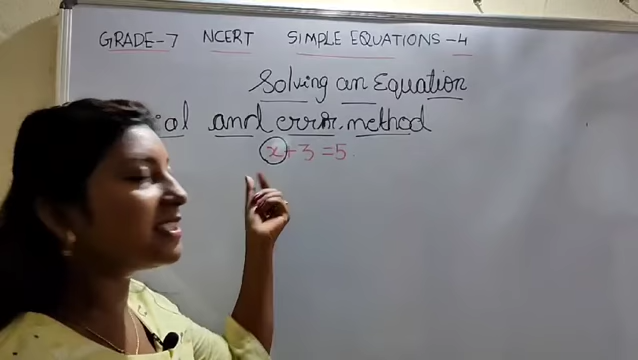 GRADE-7 NCERT SIMPLE EQUATIONS-4
Solving an Equation
and error method
x+3=5